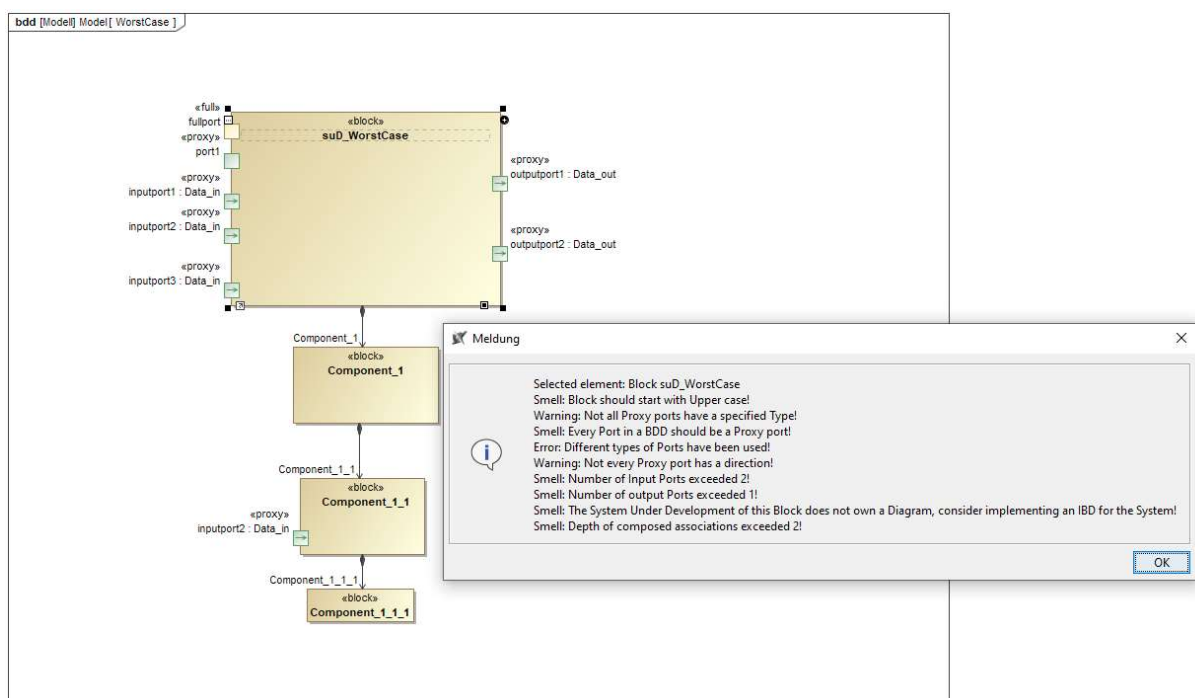 bdd [Modell] Model [ WorstCase ]
«full»
fullport
«proxy»
port1
«proxy»
inputport1 : Data_in
«proxy»
inputport2 : Data_in
«proxy»
inputport3 : Data_in
«block»
suD_WorstCase
«proxy»
outputport1 : Data_out
«proxy»
outputport2 : Data_out
Component_1
«block»
Component_1
Component_1_1
«block»
Component_1_1
«proxy»
inputport2 : Data_in
Component_1_1_1
«block»
Component_1_1_1
Meldung
Selected element: Block suD_WorstCase
Smell: Block should start with Upper case!
Warning: Not all Proxy ports have a specified Type!
Smell: Every Port in a BDD should be a Proxy port!
Error: Different types of Ports have been used!
Warning: Not every Proxy port has a direction!
Smell: Number of Input Ports exceeded 2!
Smell: Number of output Ports exceeded 1!
Smell: The System Under Development of this Block does not own a Diagram, consider implementing an IBD for the System!
Smell: Depth of composed associations exceeded 2!
OK